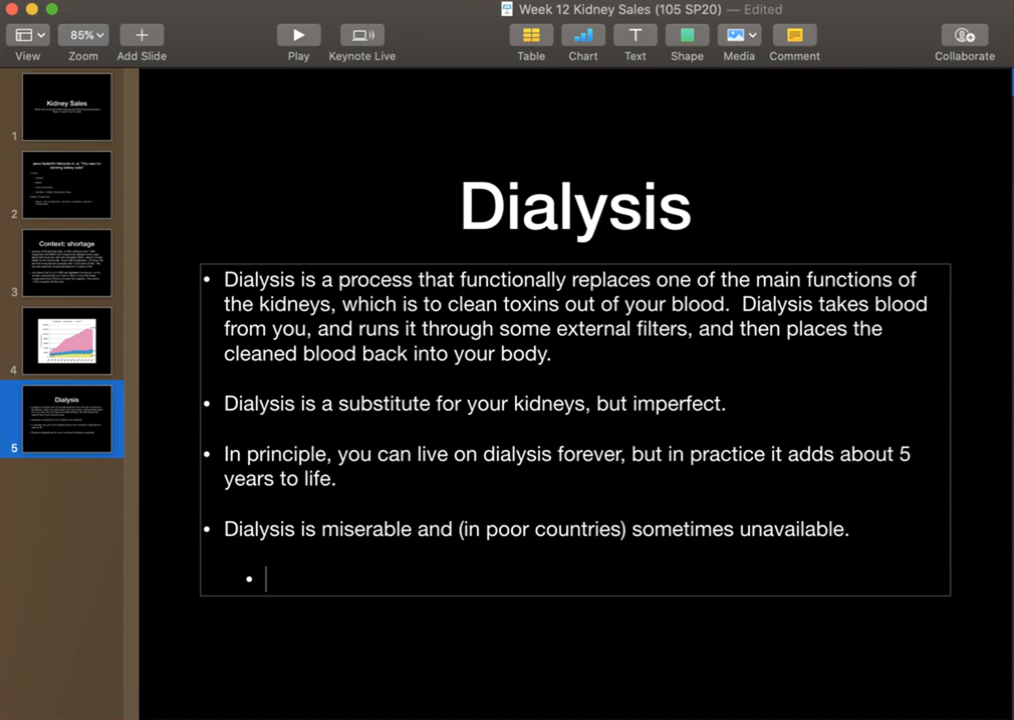 Week 12 Kidney Sales (105 SP20) — Edited
85%
View
Zoom
Add Slide
Play
Keynote Live
Table
Chart
Text
Shape
Media
Comment
Collaborate
Kidney Sales
1
2
Context: shortage
3
4
Dialysis
5
Dialysis
• Dialysis is a process that functionally replaces one of the main functions of
the kidneys, which is to clean toxins out of your blood. Dialysis takes blood
from you, and runs it through some external filters, and then places the
cleaned blood back into your body.
• Dialysis is a substitute for your kidneys, but imperfect.
• In principle, you can live on dialysis forever, but in practice it adds about 5
years to life.
• Dialysis is miserable and (in poor countries) sometimes unavailable.
•